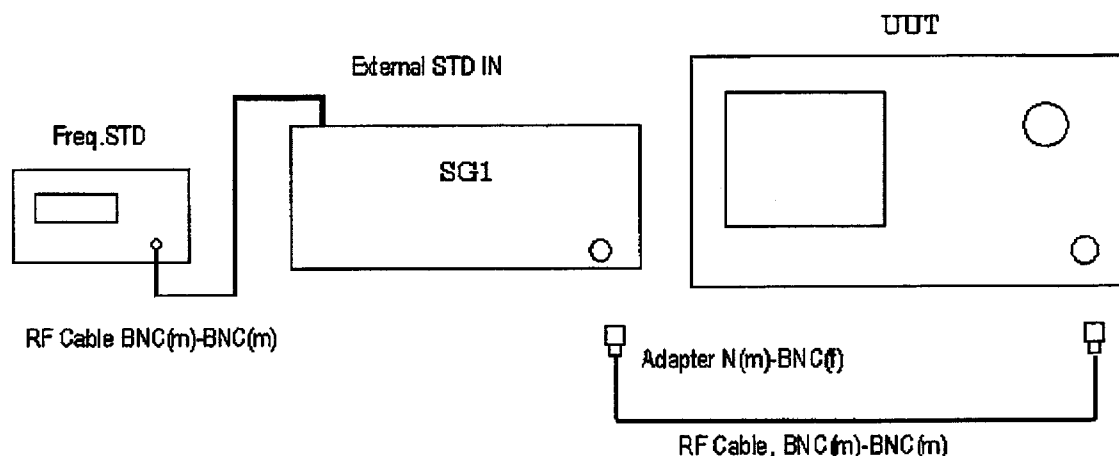 UUT
External STD IN
Freq.STD
SG1
RF Cable BNC(m)-BNC(m)
Adapter N(m)-BNC(f)
RF Cable, BNC(m)-BNC(m)